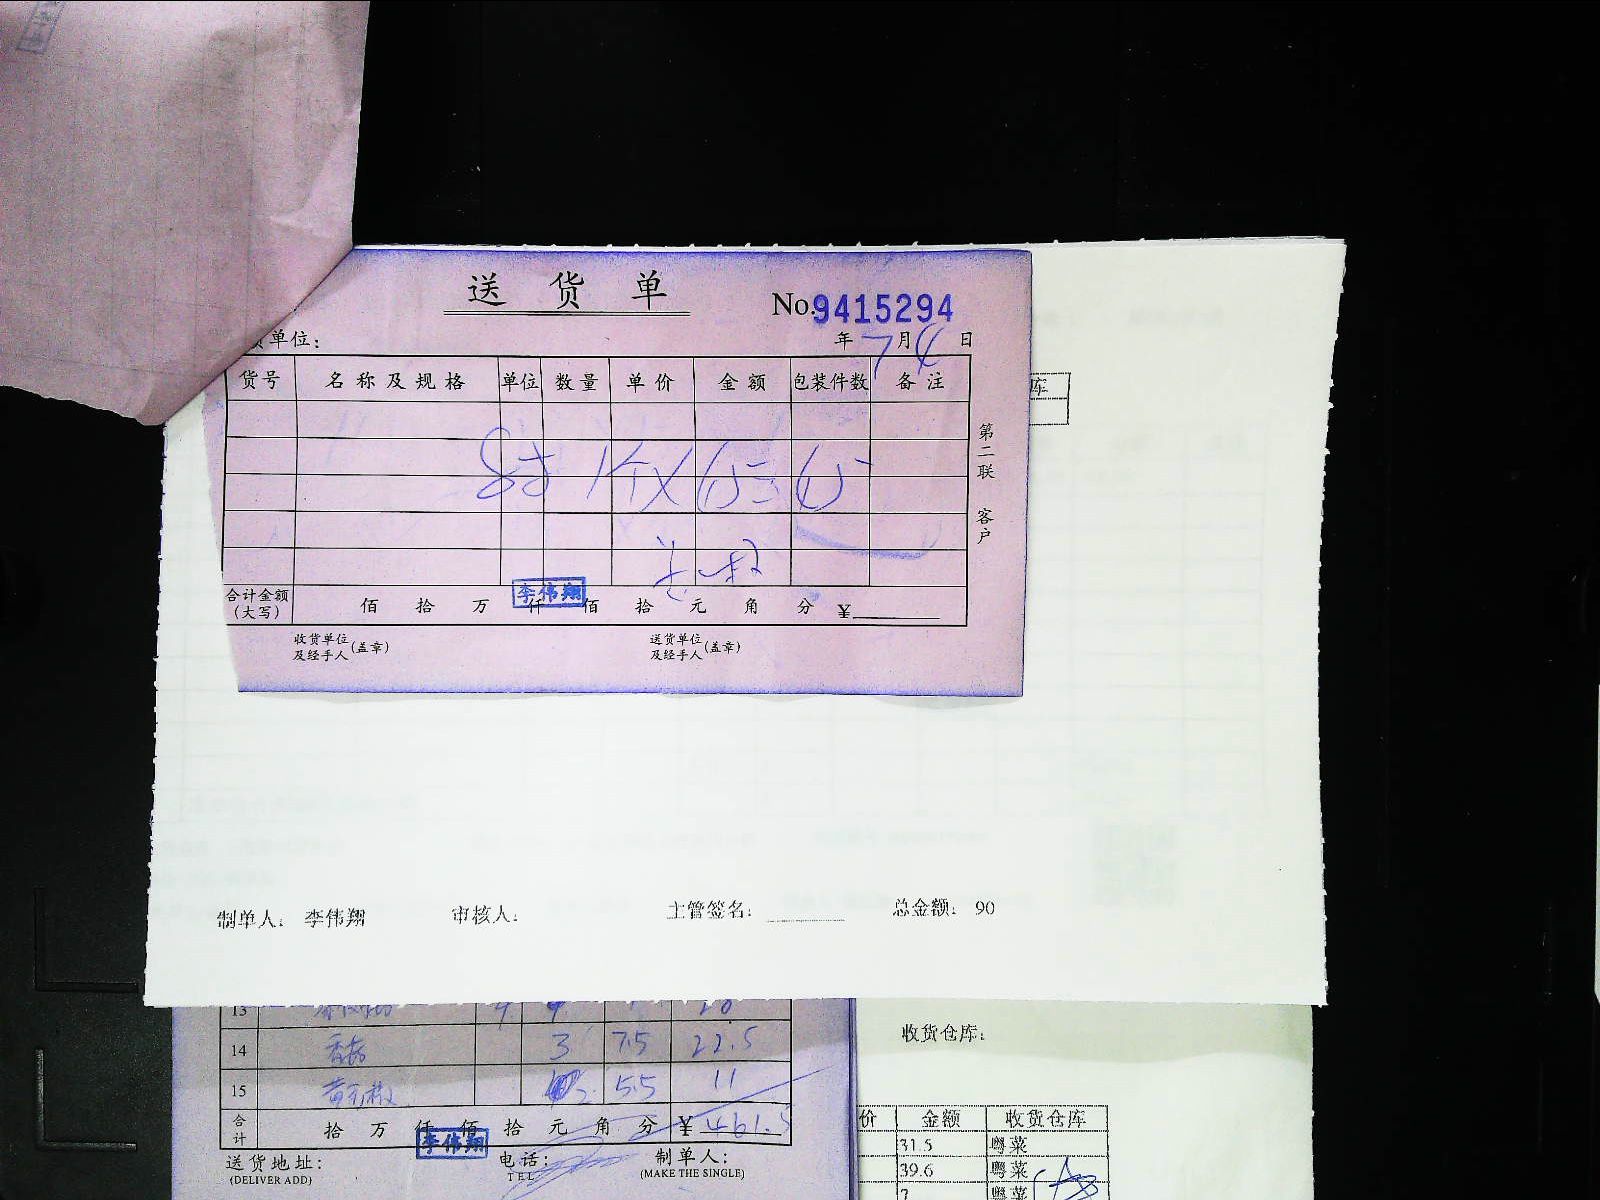 送货单
No.9415294
货单位:
年7月4日
货号 名称及规格 单位 数量 单价 金额 包装件数 备注
库
第二联 客户
合计金额(大写) 佰 拾 万 仟 佰 拾 元 角 分 ¥
李伟翔
收货单位及经手人(盖章) 送货单位及经手人(盖章)
制单人: 李伟翔 审核人: 主管签名: 总金额: 90
13
14 香菇 3 7.5 22.5
15 2 5.5 11
合计 拾 万 仟 佰 拾 元 角 分 ¥ 461.5
李伟翔
送货地址: 电话: 制单人:
(DELIVER ADD) TEL (MAKE THE SINGLE)
收货仓库:
价 金额 收货仓库
31.5 粤菜
39.6 粤菜
7 粤菜